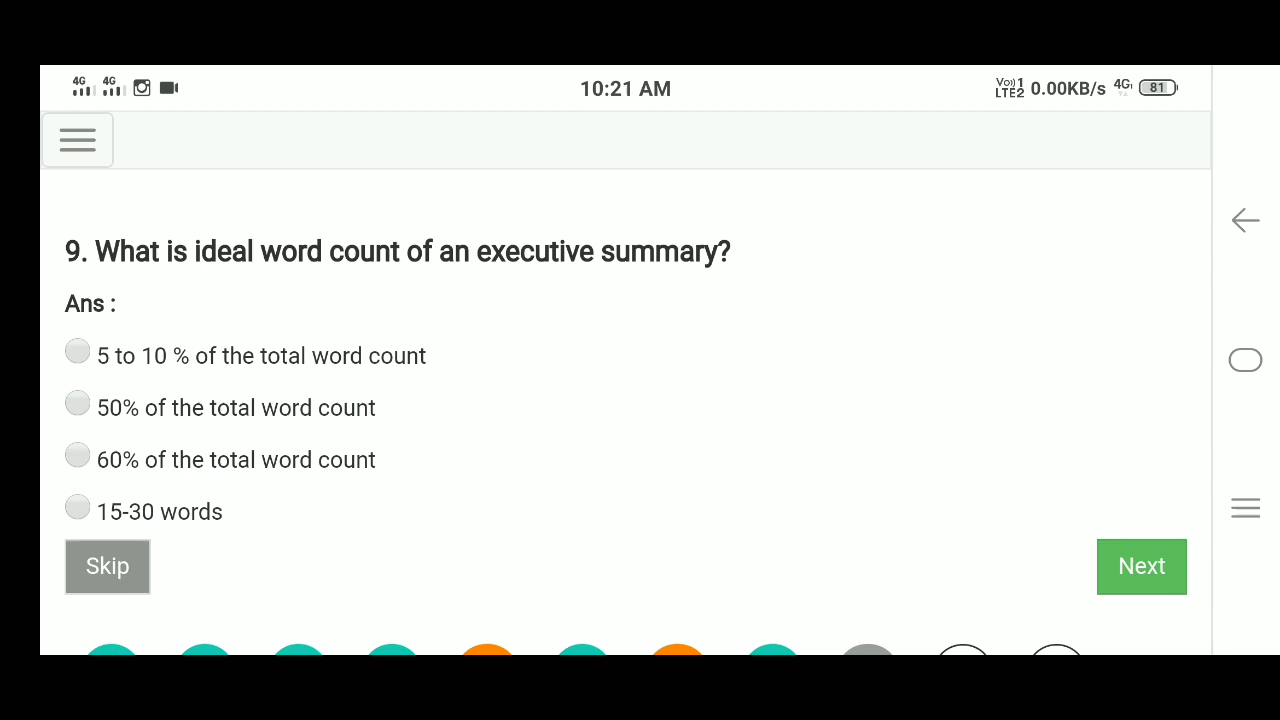 4G 4G 10:21 AM Vo))1 LTE2 0.00KB/s 4G 81
9. What is ideal word count of an executive summary?
Ans :
5 to 10 % of the total word count
50% of the total word count
60% of the total word count
15-30 words
Skip Next